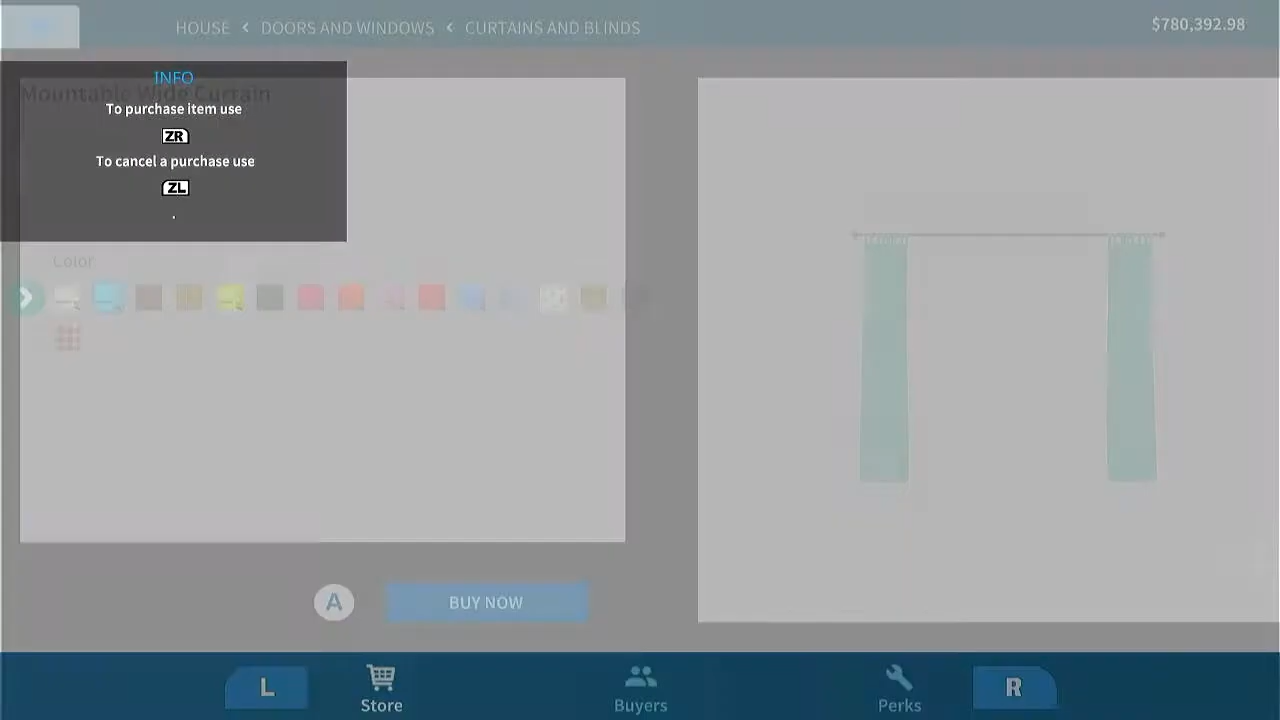 HOUSE < DOORS AND WINDOWS < CURTAINS AND BLINDS
$780,392.98
INFO
Mountable Wide Curtain
To purchase item use
ZR
To cancel a purchase use
ZL
.
Color
A
BUY NOW
L
Store
Buyers
Perks
R